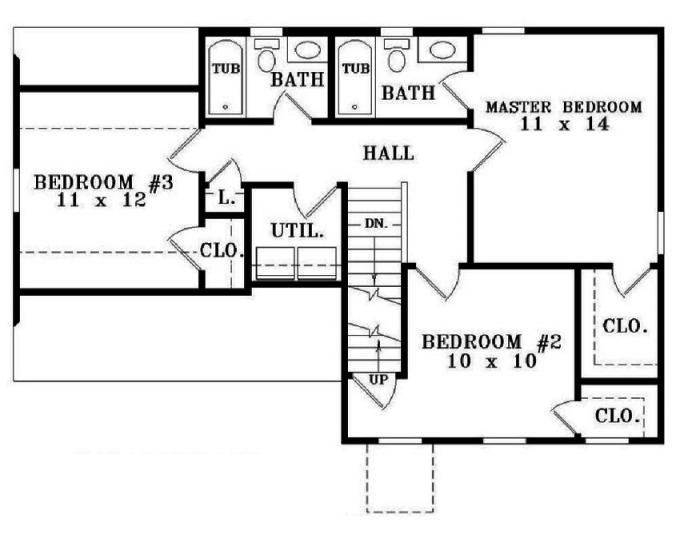 TUB
BATH
TUB
BATH
MASTER BEDROOM
11 x 14
HALL
BEDROOM #3
11 x 12
L.
UTIL.
DN.
CLO.
CLO.
BEDROOM #2
10 x 10
UP
CLO.